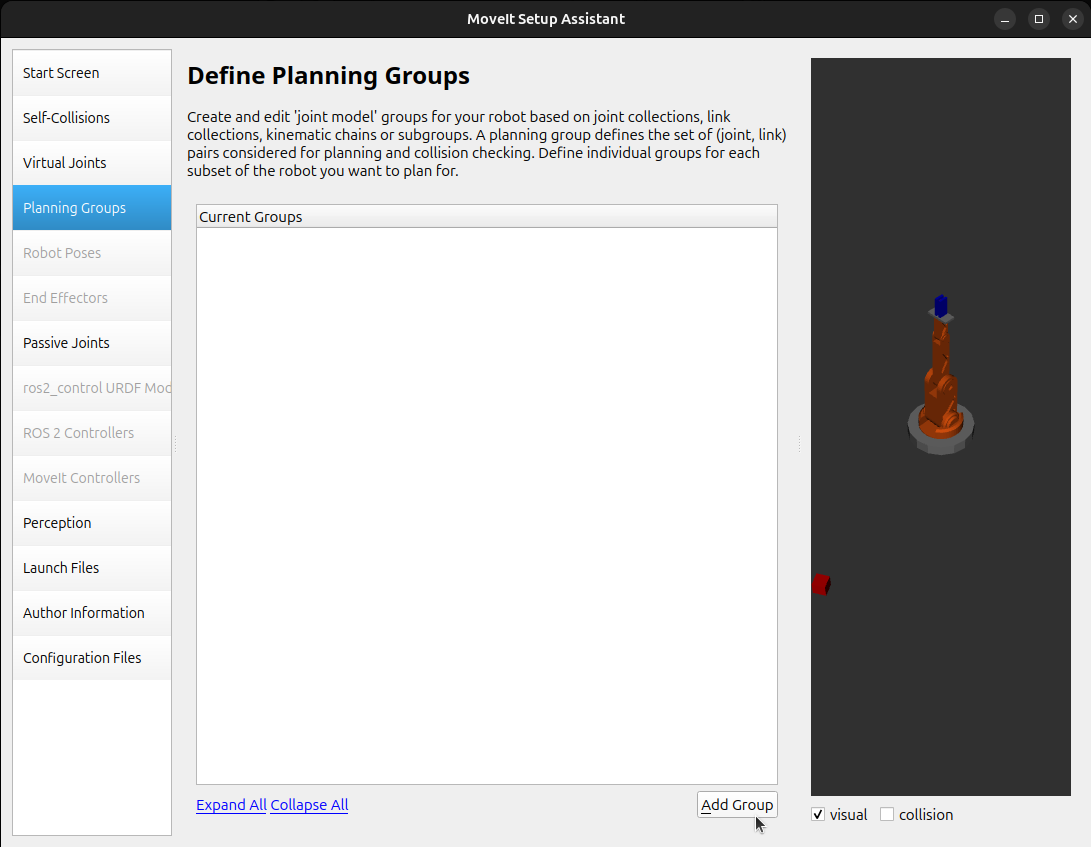 MoveIt Setup Assistant
Start Screen
Self-Collisions
Virtual Joints
Planning Groups
Robot Poses
End Effectors
Passive Joints
ros2_control URDF Mod
ROS 2 Controllers
MoveIt Controllers
Perception
Launch Files
Author Information
Configuration Files
Define Planning Groups
Create and edit 'joint model' groups for your robot based on joint collections, link
collections, kinematic chains or subgroups. A planning group defines the set of (joint, link)
pairs considered for planning and collision checking. Define individual groups for each
subset of the robot you want to plan for.
Current Groups
Expand All Collapse All
Add Group
visual
collision